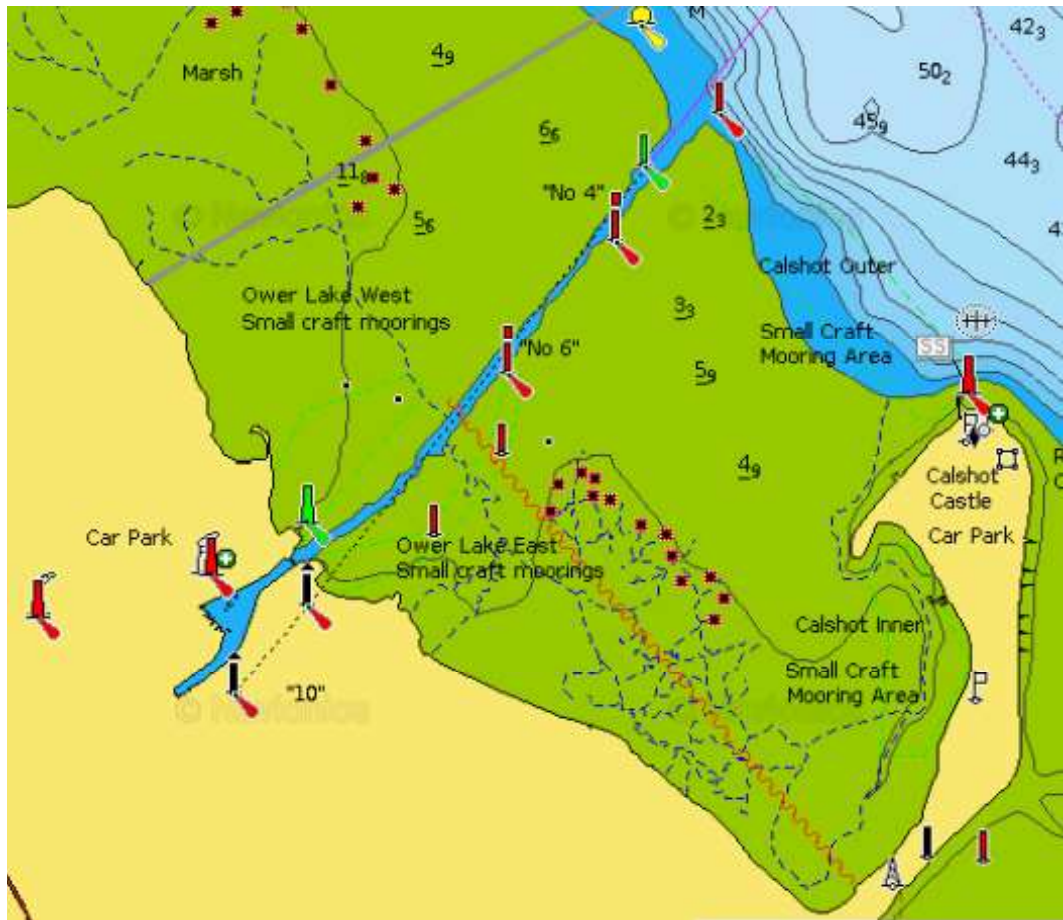 M
42₃
Marsh
4₉
50₂
45₉
6₆
44₃
11₈
"No 4"
5₆
2₃
© Navionics
Calshot Outer
Ower Lake West
Small craft moorings
3₃
Small Craft
Mooring Area
"No 6"
SS
5₉
4₉
Calshot
Castle
Car Park
Car Park
Ower Lake East
Small craft moorings
Calshot Inner
Small Craft
Mooring Area
"10"
© Navionics